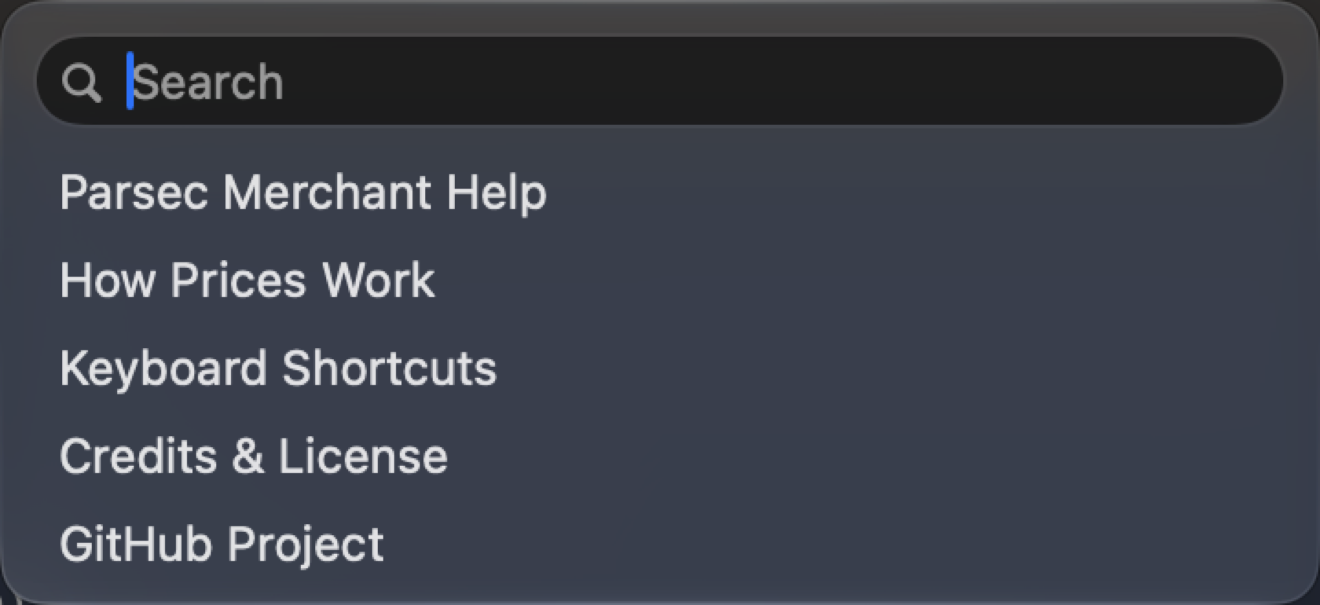 Search
Parsec Merchant Help
How Prices Work
Keyboard Shortcuts
Credits & License
GitHub Project